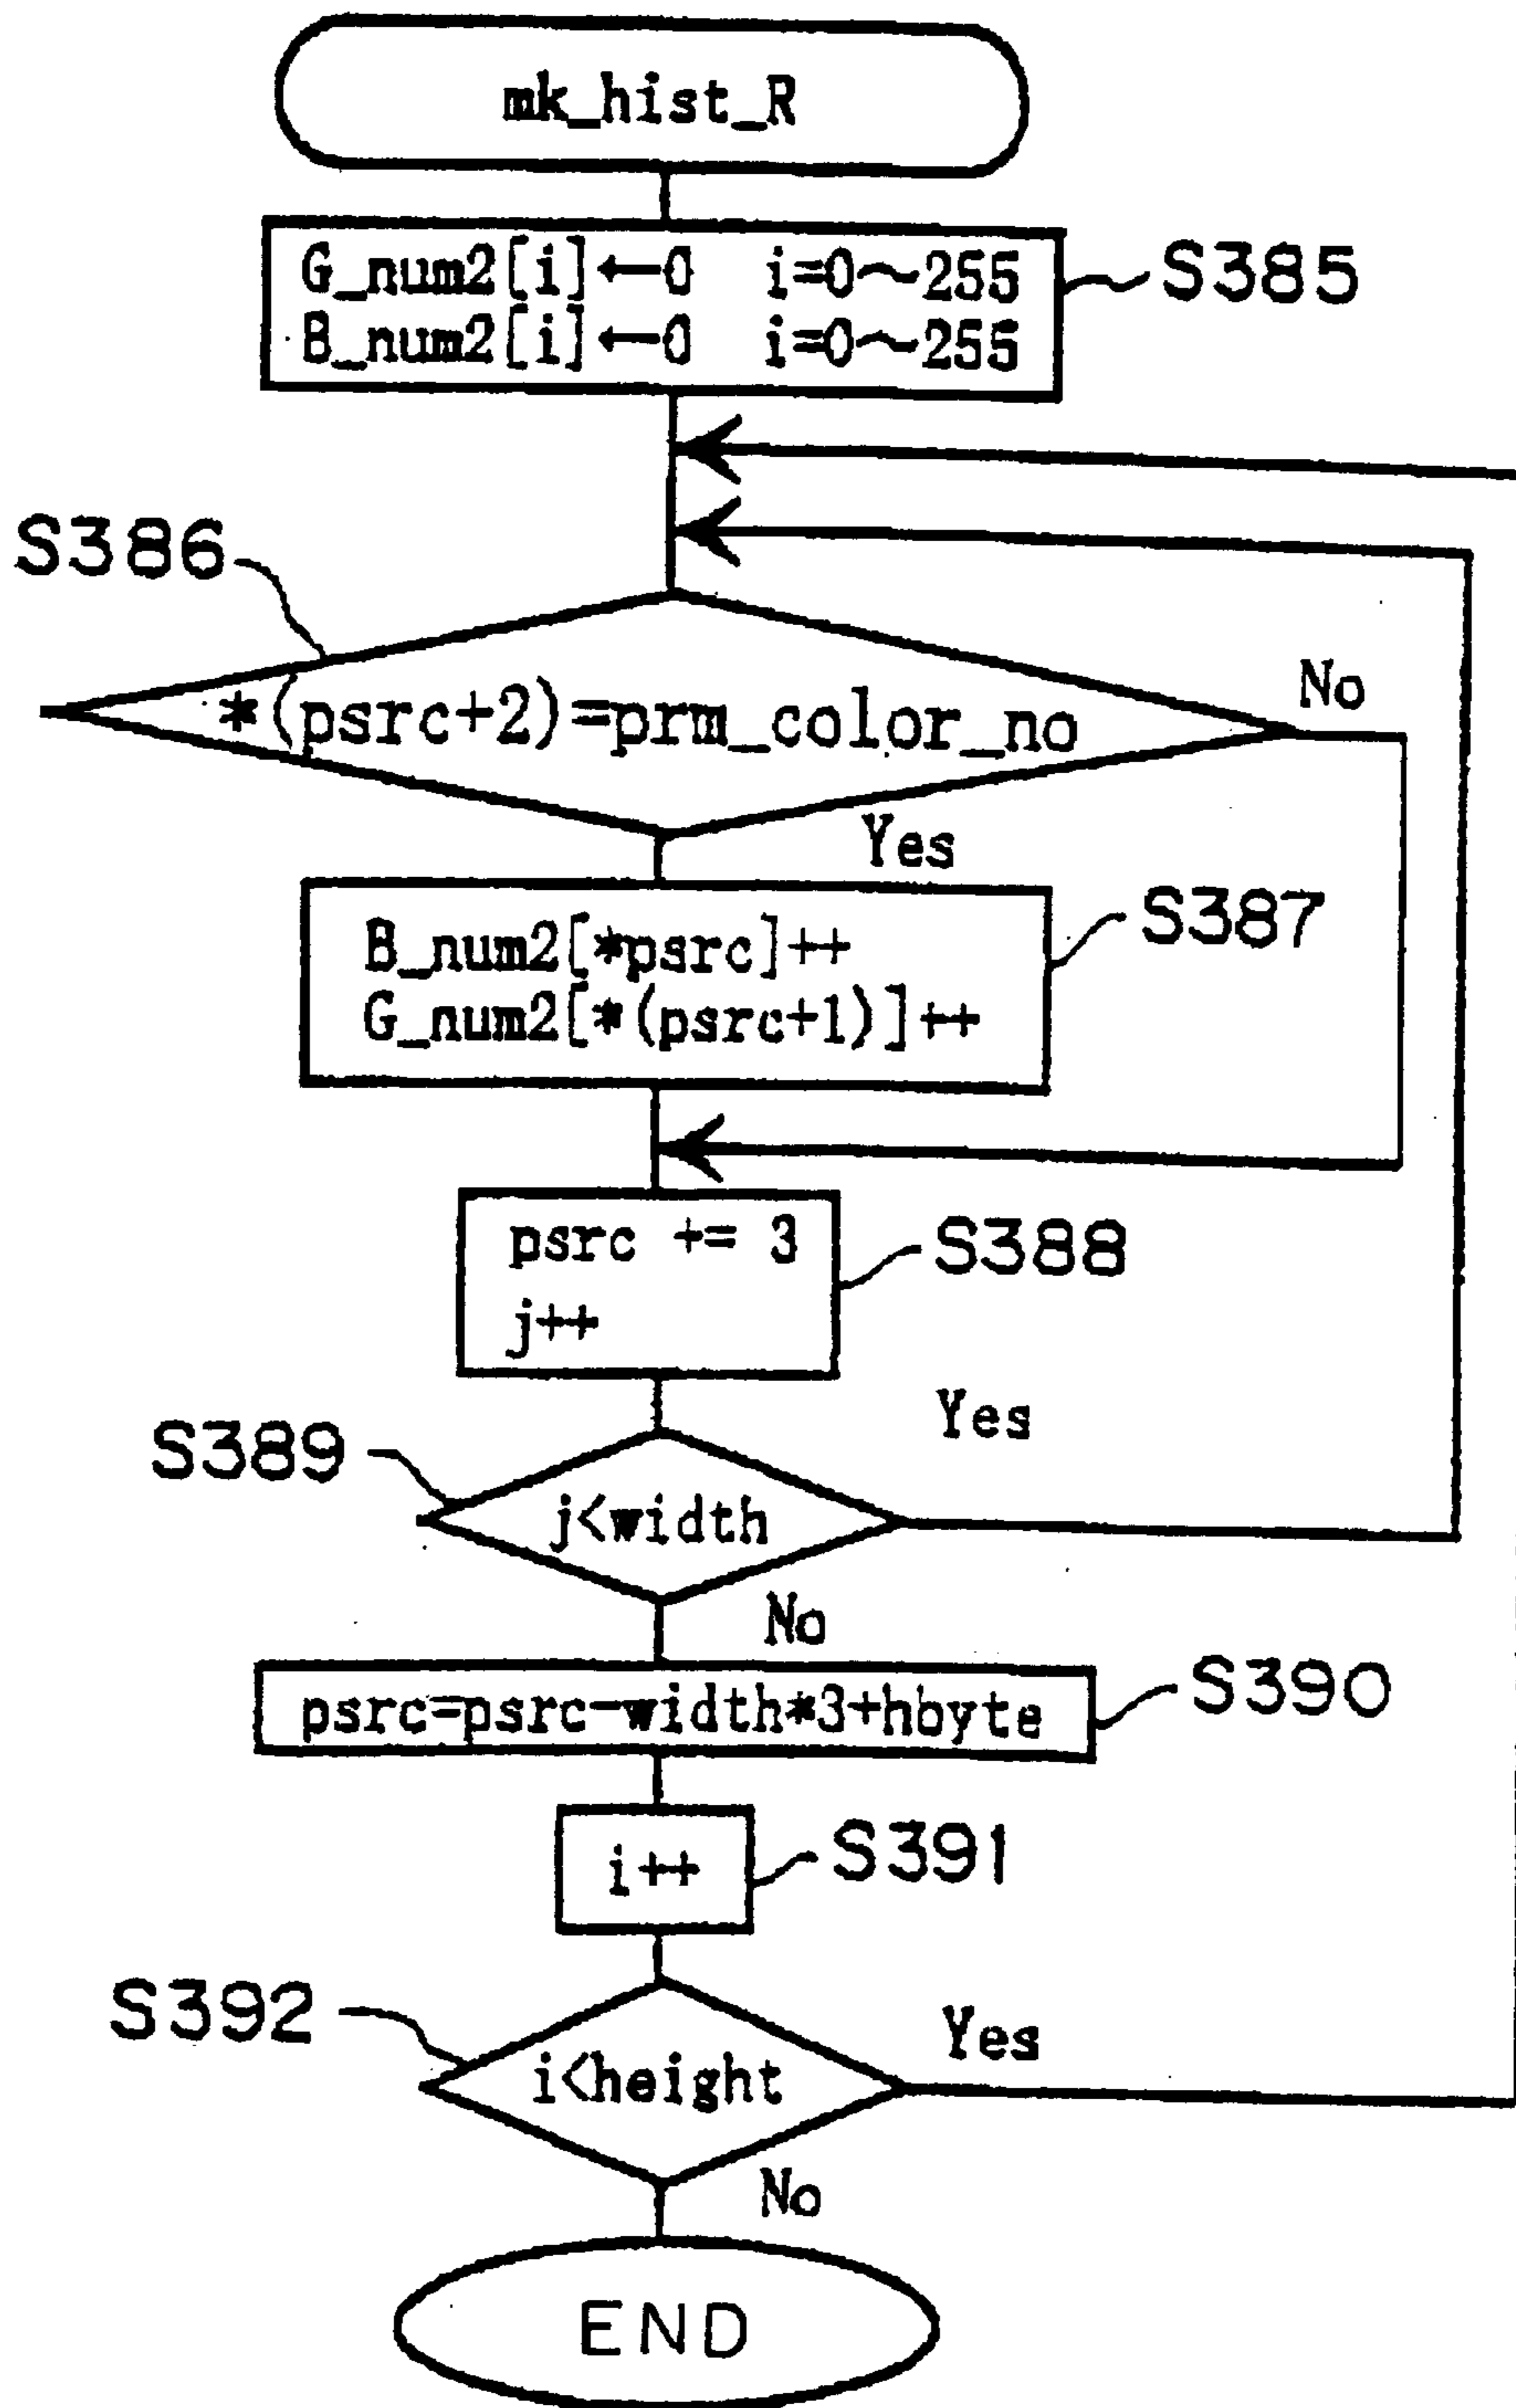 mk_hist_R
G_num2[i]←0 i=0〜255
B_num2[i]←0 i=0〜255
S385
S386
*(psrc+2)=prm_color_no
No
Yes
B_num2[*psrc]++
G_num2[*(psrc+1)]++
S387
psrc += 3
j++
S388
S389
j<width
Yes
No
psrc=psrc-width*3+hbyte
S390
i++
S391
S392
i<height
Yes
No
END